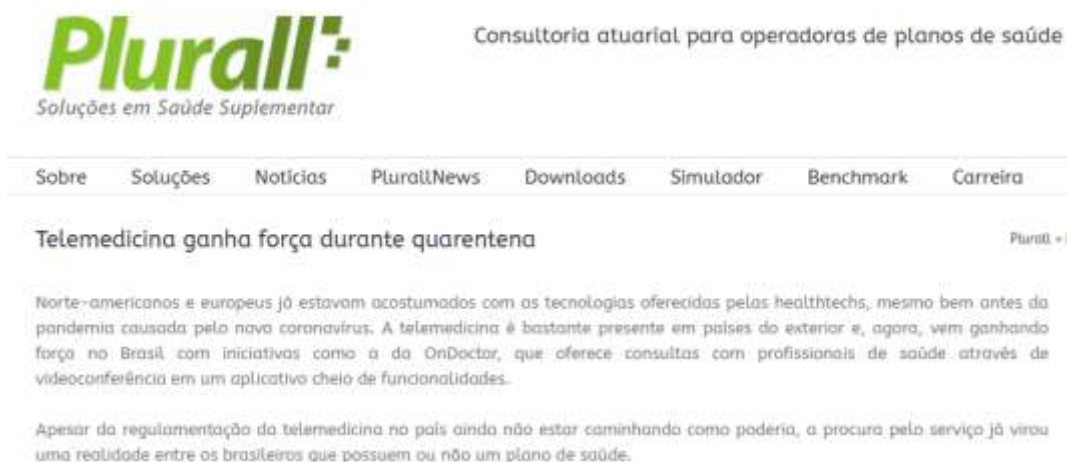 Plurall
Soluções em Saúde Suplementar
Consultoria atuarial para operadoras de planos de saúde
Sobre Soluções Notícias PlurallNews Downloads Simulador Benchmark Carreira
Telemedicina ganha força durante quarentena
Plurall »
Norte-americanos e europeus já estavam acostumados com as tecnologias oferecidas pelas healthtechs, mesmo bem antes da
pandemia causada pelo novo coronavírus. A telemedicina é bastante presente em países do exterior e, agora, vem ganhando
força no Brasil com iniciativas como a da OnDoctor, que oferece consultas com profissionais de saúde através de
videoconferência em um aplicativo cheio de funcionalidades.
Apesar da regulamentação da telemedicina no país ainda não estar caminhando como poderia, a procura pelo serviço já virou
uma realidade entre os brasileiros que possuem ou não um plano de saúde.